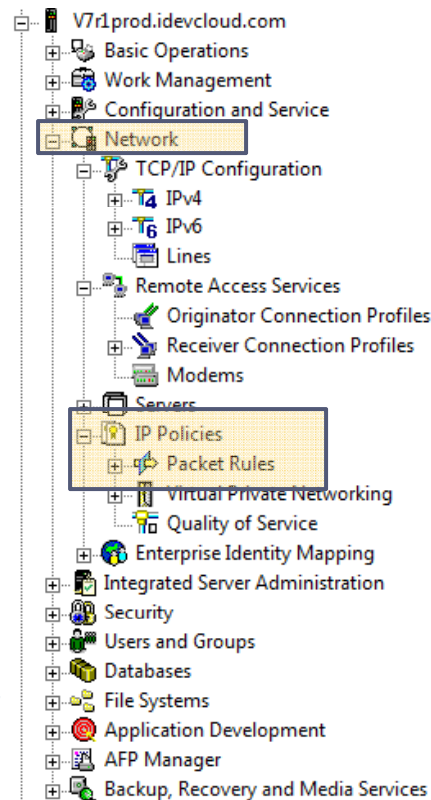 V7r1prod.idevcloud.com
Basic Operations
Work Management
Configuration and Service
Network
TCP/IP Configuration
IPv4
IPv6
Lines
Remote Access Services
Originator Connection Profiles
Receiver Connection Profiles
Modems
Servers
IP Policies
Packet Rules
Virtual Private Networking
Quality of Service
Enterprise Identity Mapping
Integrated Server Administration
Security
Users and Groups
Databases
File Systems
Application Development
AFP Manager
Backup, Recovery and Media Services